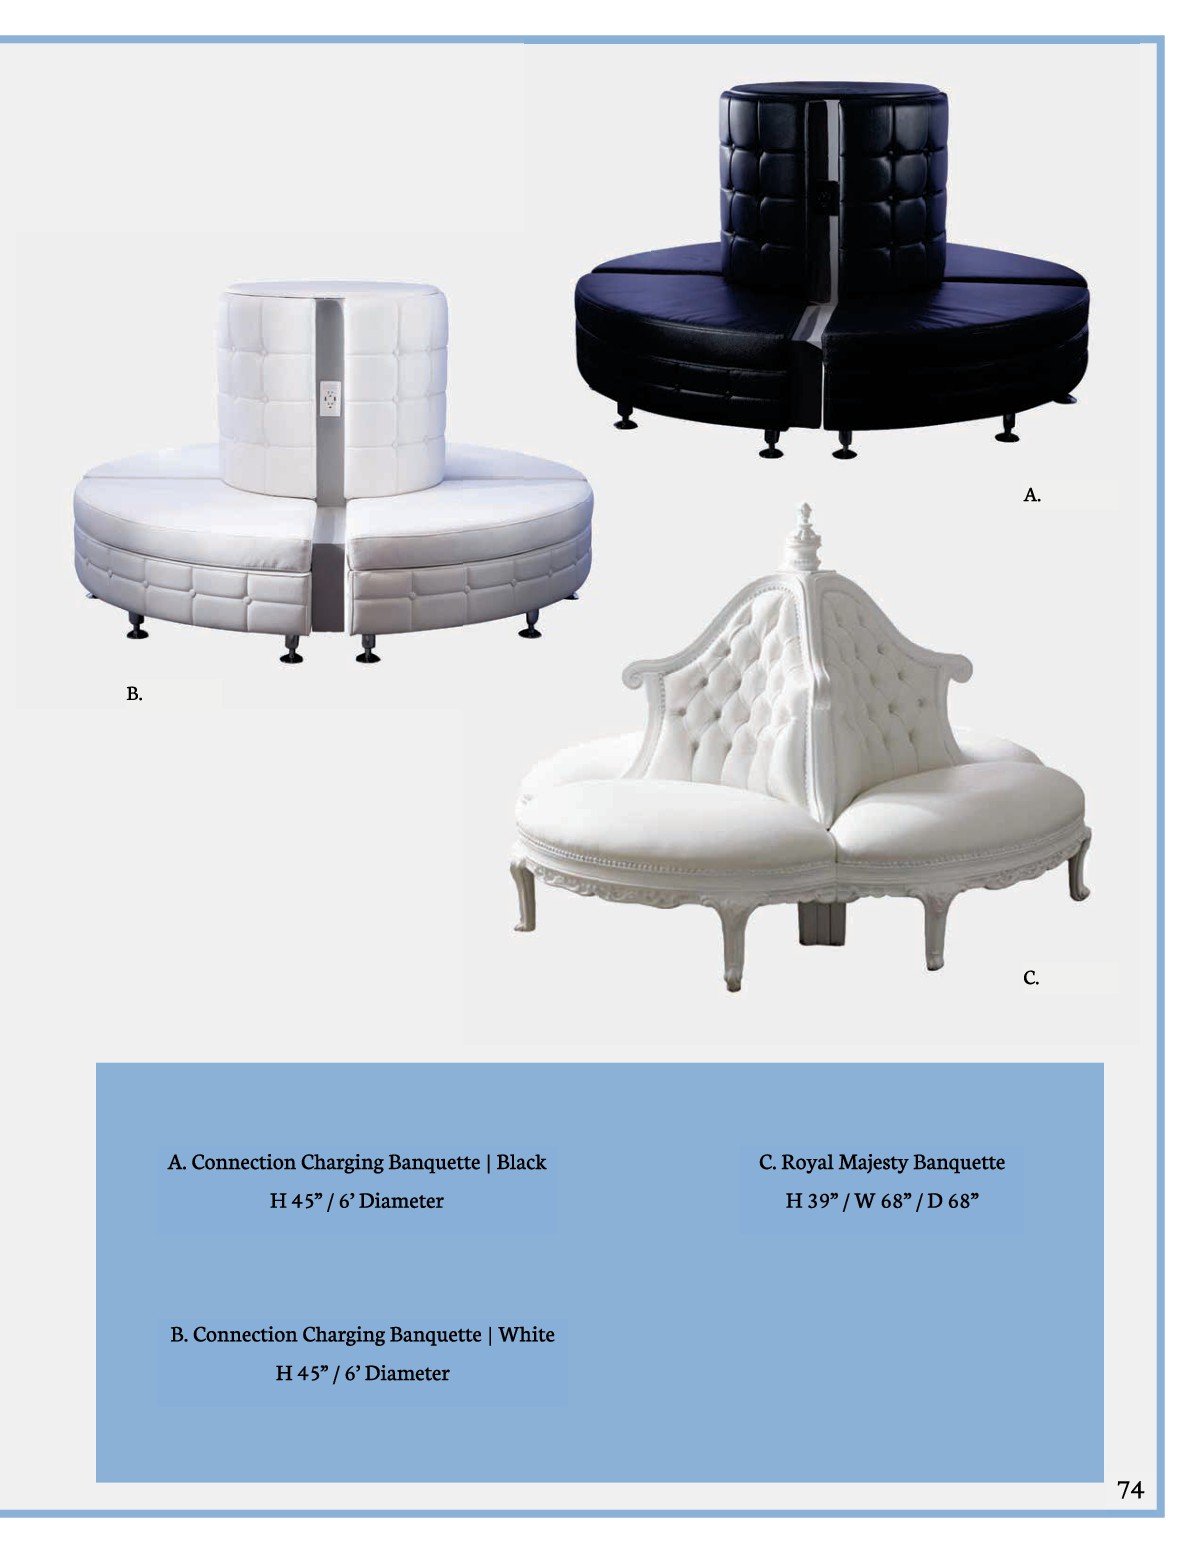 A.
B.
C.
A. Connection Charging Banquette | Black
H 45” / 6’ Diameter
C. Royal Majesty Banquette
H 39” / W 68” / D 68”
B. Connection Charging Banquette | White
H 45” / 6’ Diameter
74